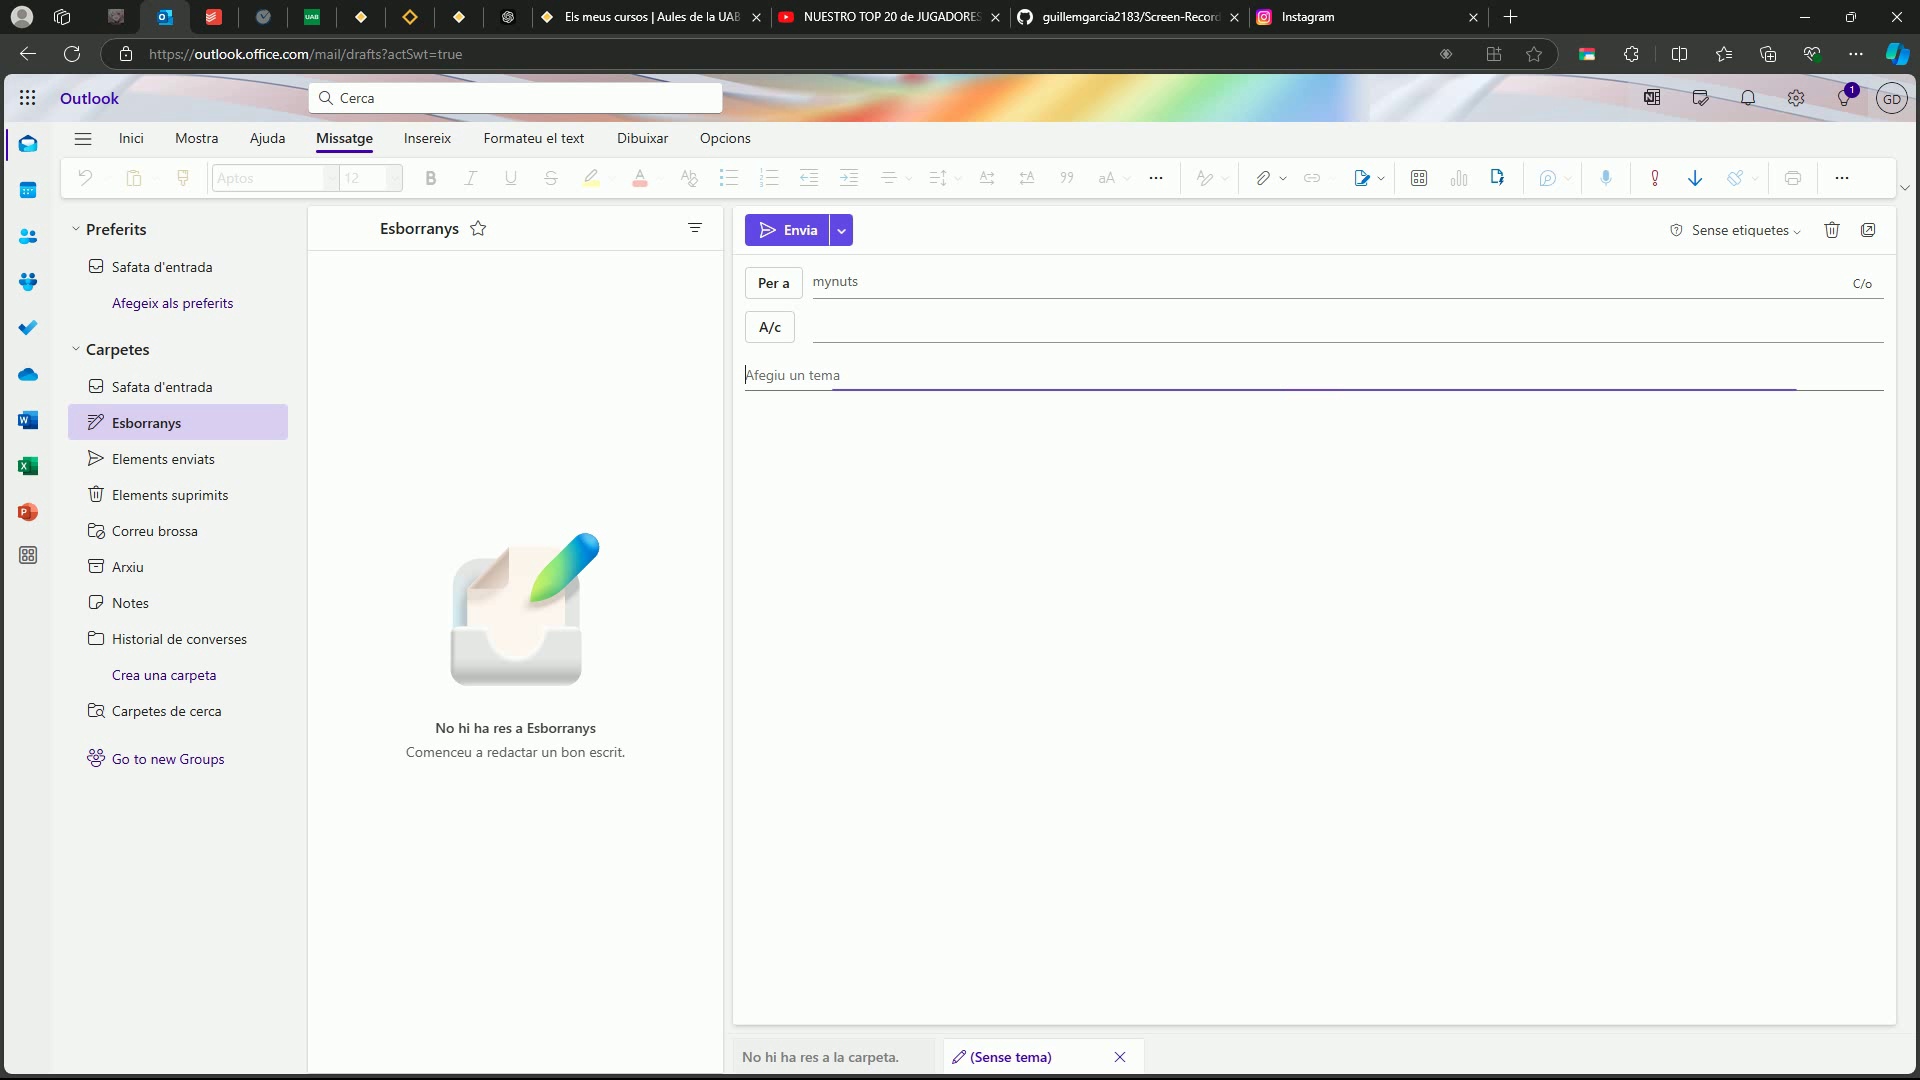 UAB
Els meus cursos | Aules de la UAB
NUESTRO TOP 20 de JUGADORES
guillemgarcia2183/Screen-Record
Instagram
https://outlook.office.com/mail/drafts?actSwt=true
Outlook
Cerca
1
GD
Inici
Mostra
Ajuda
Missatge
Insereix
Formateu el text
Dibuixar
Opcions
Aptos
12
Preferits
Safata d'entrada
Afegeix als preferits
Carpetes
Safata d'entrada
Esborranys
Elements enviats
Elements suprimits
Correu brossa
Arxiu
Notes
Historial de converses
Crea una carpeta
Carpetes de cerca
Go to new Groups
Esborranys
No hi ha res a Esborranys
Comenceu a redactar un bon escrit.
Envia
Sense etiquetes
Per a
mynuts
C/o
A/c
Afegiu un tema
No hi ha res a la carpeta.
(Sense tema)